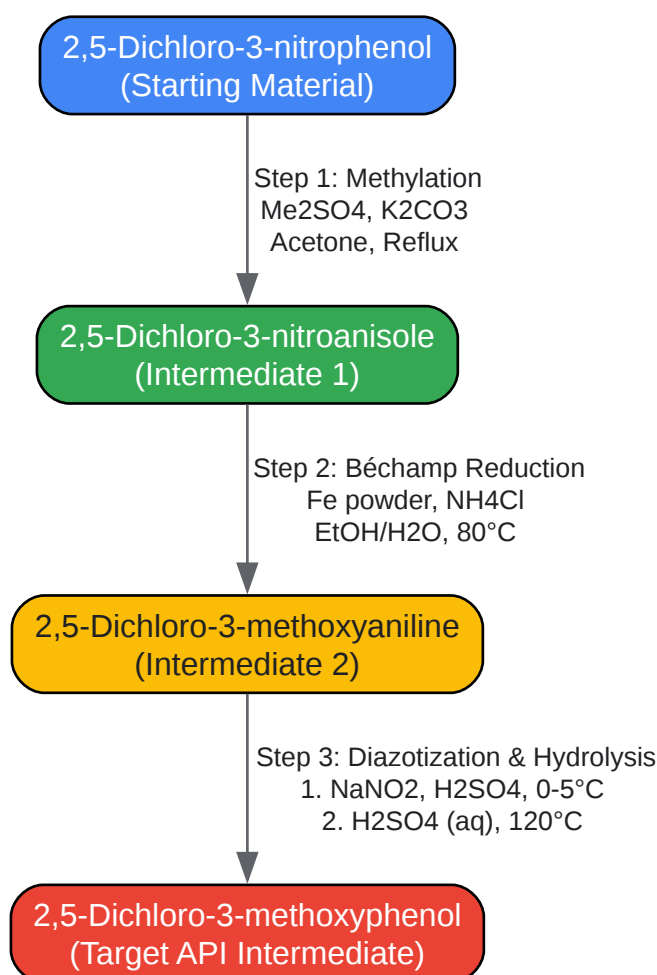 2,5-Dichloro-3-nitrophenol
(Starting Material)
Step 1: Methylation
Me2SO4, K2CO3
Acetone, Reflux
2,5-Dichloro-3-nitroanisole
(Intermediate 1)
Step 2: Béchamp Reduction
Fe powder, NH4Cl
EtOH/H2O, 80°C
2,5-Dichloro-3-methoxyaniline
(Intermediate 2)
Step 3: Diazotization & Hydrolysis
1. NaNO2, H2SO4, 0-5°C
2. H2SO4 (aq), 120°C
2,5-Dichloro-3-methoxyphenol
(Target API Intermediate)